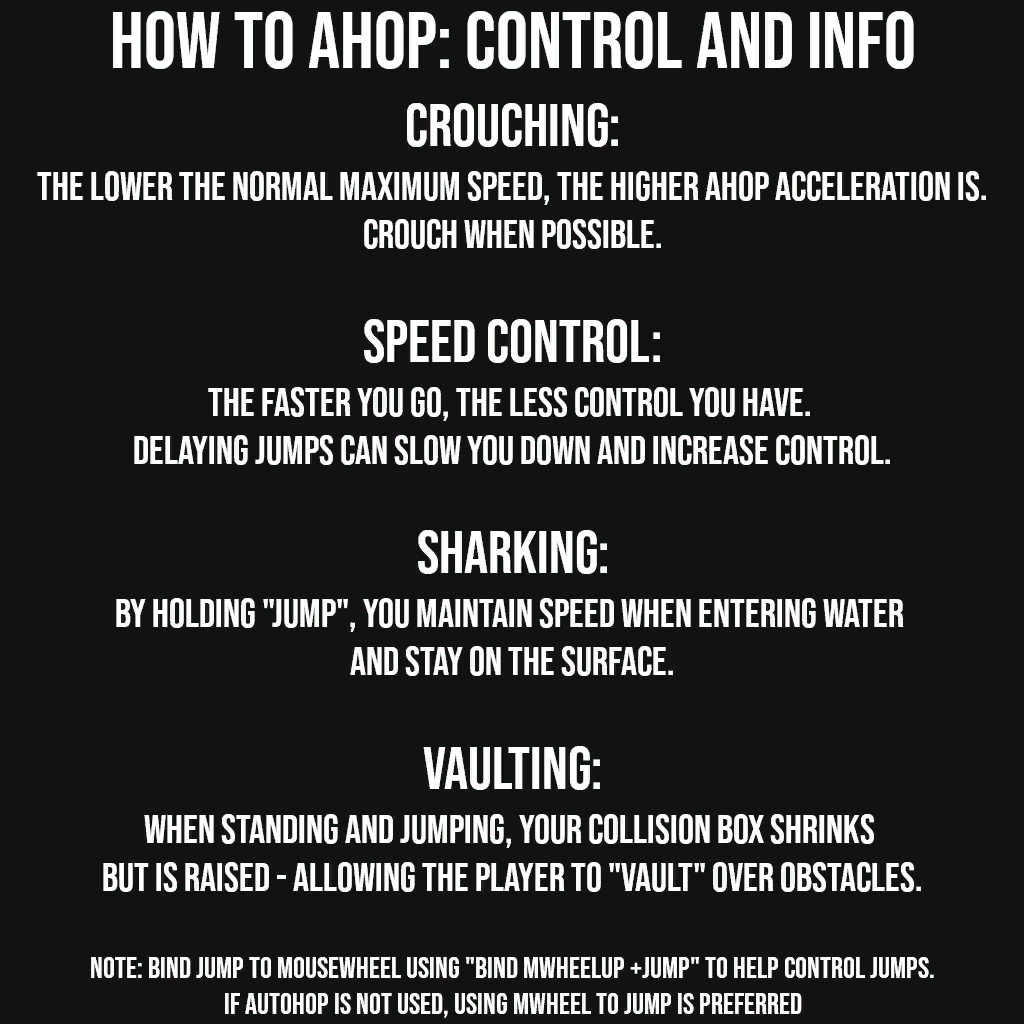 HOW TO AHOP: CONTROL AND INFO
CROUCHING:
THE LOWER THE NORMAL MAXIMUM SPEED, THE HIGHER AHOP ACCELERATION IS.
CROUCH WHEN POSSIBLE.
SPEED CONTROL:
THE FASTER YOU GO, THE LESS CONTROL YOU HAVE.
DELAYING JUMPS CAN SLOW YOU DOWN AND INCREASE CONTROL.
SHARKING:
BY HOLDING "JUMP", YOU MAINTAIN SPEED WHEN ENTERING WATER
AND STAY ON THE SURFACE.
VAULTING:
WHEN STANDING AND JUMPING, YOUR COLLISION BOX SHRINKS
BUT IS RAISED - ALLOWING THE PLAYER TO "VAULT" OVER OBSTACLES.
NOTE: BIND JUMP TO MOUSEWHEEL USING "BIND MWHEELUP +JUMP" TO HELP CONTROL JUMPS.
IF AUTOHOP IS NOT USED, USING MWHEEL TO JUMP IS PREFERRED